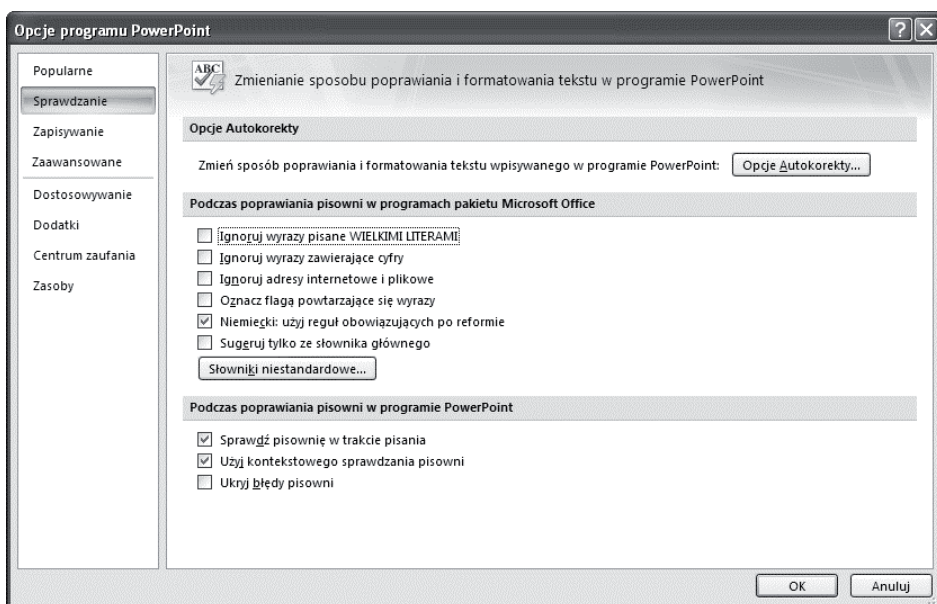 Opcje programu PowerPoint
Popularne
Sprawdzanie
Zapisywanie
Zaawansowane
Dostosowywanie
Dodatki
Centrum zaufania
Zasoby
ABC
Zmienianie sposobu poprawiania i formatowania tekstu w programie PowerPoint
Opcje Autokorekty
Zmień sposób poprawiania i formatowania tekstu wpisywanego w programie PowerPoint: Opcje Autokorekty...
Podczas poprawiania pisowni w programach pakietu Microsoft Office
Ignoruj wyrazy pisane WIELKIMI LITERAMI
Ignoruj wyrazy zawierające cyfry
Ignoruj adresy internetowe i plikowe
Oznacz flagą powtarzające się wyrazy
Niemiecki: użyj reguł obowiązujących po reformie
Sugeruj tylko ze słownika głównego
Słowniki niestandardowe...
Podczas poprawiania pisowni w programie PowerPoint
Sprawdź pisownię w trakcie pisania
Użyj kontekstowego sprawdzania pisowni
Ukryj błędy pisowni
OK Anuluj